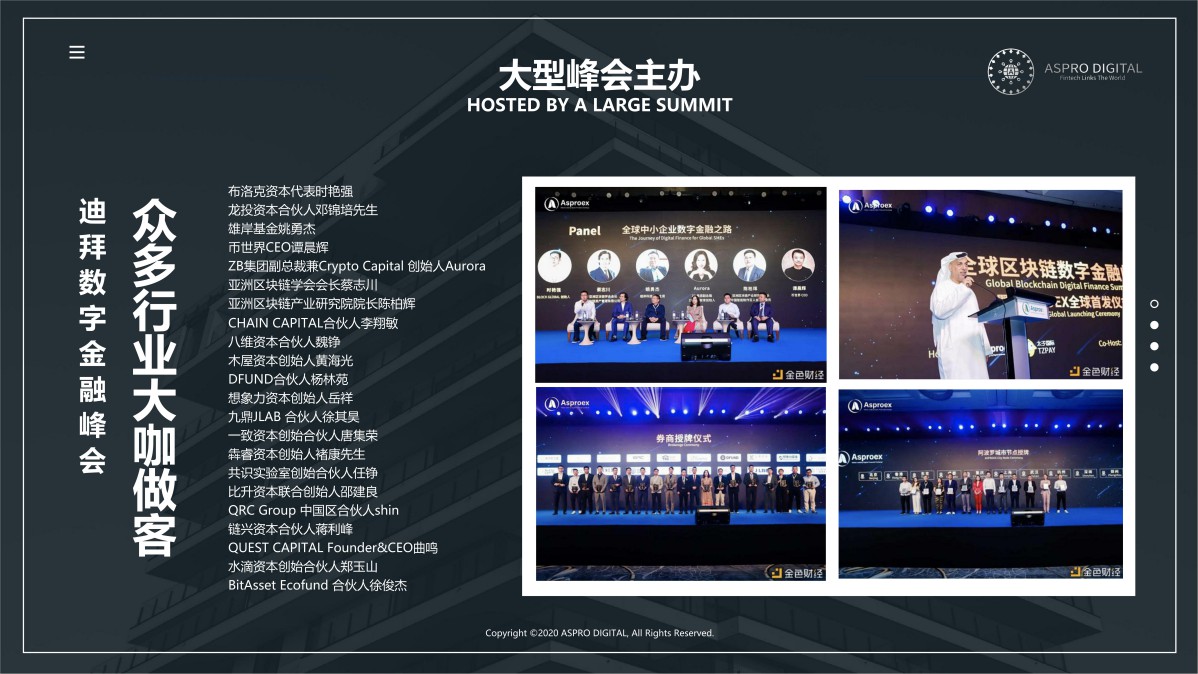 大型峰会主办
HOSTED BY A LARGE SUMMIT
ASPRO DIGITAL
Fintech Links The World
迪拜数字金融峰会
众多行业大咖做客
布洛克资本代表时艳强
龙投资本合伙人邓锦培先生
雄岸基金姚勇杰
币世界CEO谭晨辉
ZB集团副总裁兼Crypto Capital 创始人Aurora
亚洲区块链学会会长蔡志川
亚洲区块链产业研究院院长陈柏辉
CHAIN CAPITAL合伙人李翔敏
八维资本合伙人魏铮
木屋资本创始人黄海光
DFUND合伙人杨林苑
想象力资本创始人岳祥
九鼎JLAB 合伙人徐其昊
一致资本创始合伙人唐集荣
犇睿资本创始人褚康先生
共识实验室创始合伙人任铮
比升资本联合创始人邵建良
QRC Group 中国区合伙人shin
链兴资本合伙人蒋利峰
QUEST CAPITAL Founder&CEO曲鸣
水滴资本创始合伙人郑玉山
BitAsset Ecofund 合伙人徐俊杰
Asproex
Panel
全球中小企业数字金融之路
The Journey of Digital Finance for Global SMEs
Aurora
金色财经
Asproex
全球区块链数字金融
Global Blockchain Digital Finance Sum
EX全球首发仪
Global Launching Ceremony
Asproex
TZPAY
Co-Host:
金色财经
Asproex
券商授牌仪式
金色财经
Asproex
Asproex
阿波罗城市节点授牌
金色财经
Copyright ©2020 ASPRO DIGITAL, All Rights Reserved.